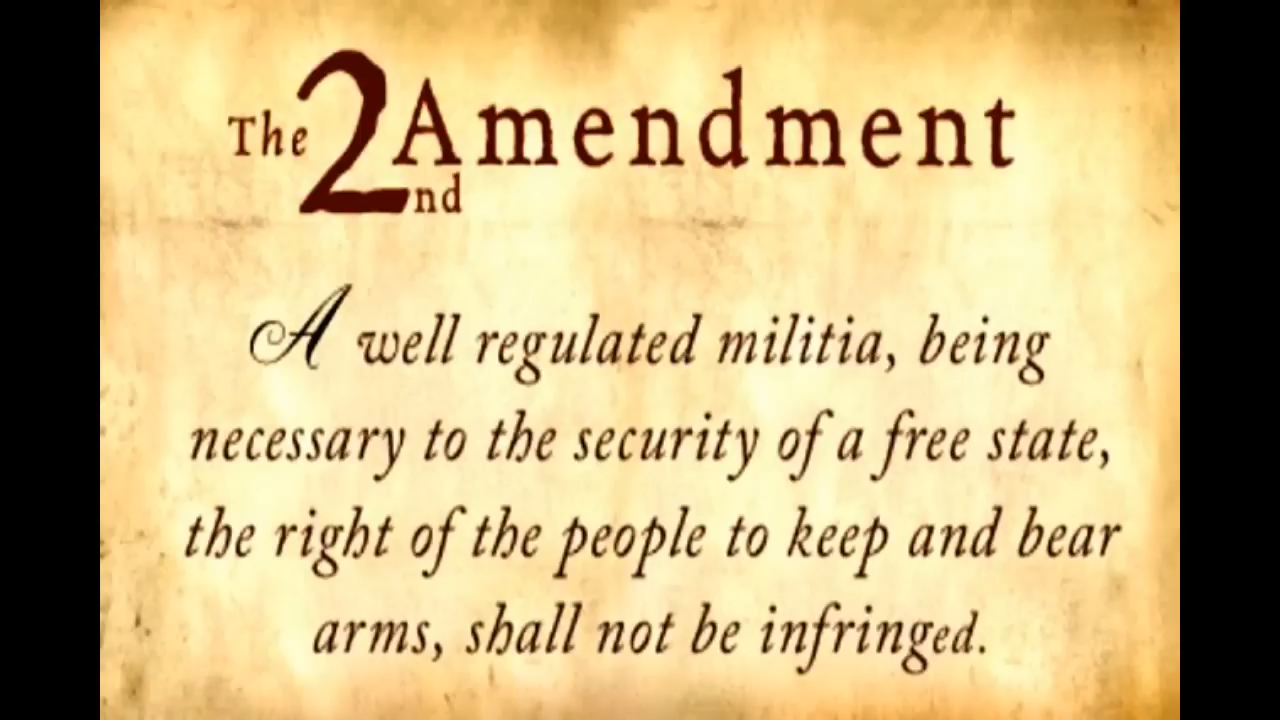 The 2nd Amendment
A well regulated militia, being
necessary to the security of a free state,
the right of the people to keep and bear
arms, shall not be infringed.